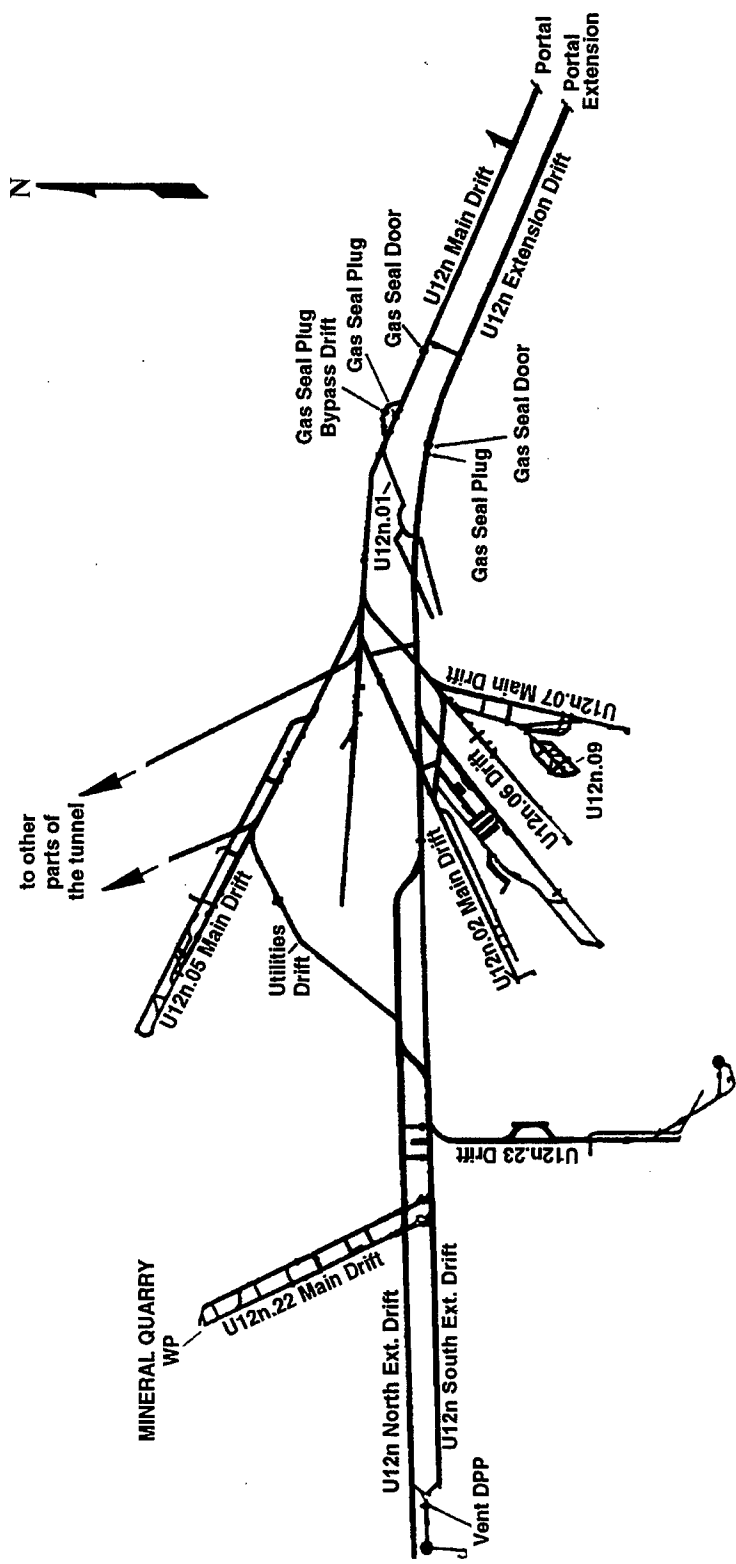 N
Portal
Portal
Extension
U12n Main Drift
U12n Extension Drift
Gas Seal Door
Gas Seal Plug
Gas Seal Plug
Bypass Drift
Gas Seal Door
Gas Seal Plug
U12n.01
to other
parts of
the tunnel
U12n.05 Main Drift
Utilities
Drift
U12n.07 Main Drift
U12n.09
U12n.06 Drift
U12n.02 Main Drift
U12n.23 Drift
MINERAL QUARRY
WP
U12n.22 Main Drift
U12n North Ext. Drift
U12n South Ext. Drift
Vent DPP